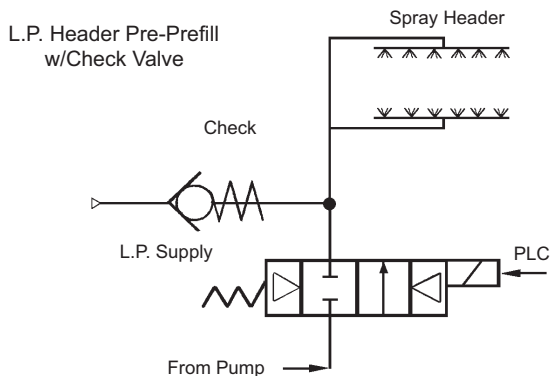 L.P. Header Pre-Prefill
w/Check Valve
Spray Header
Check
L.P. Supply
PLC
From Pump